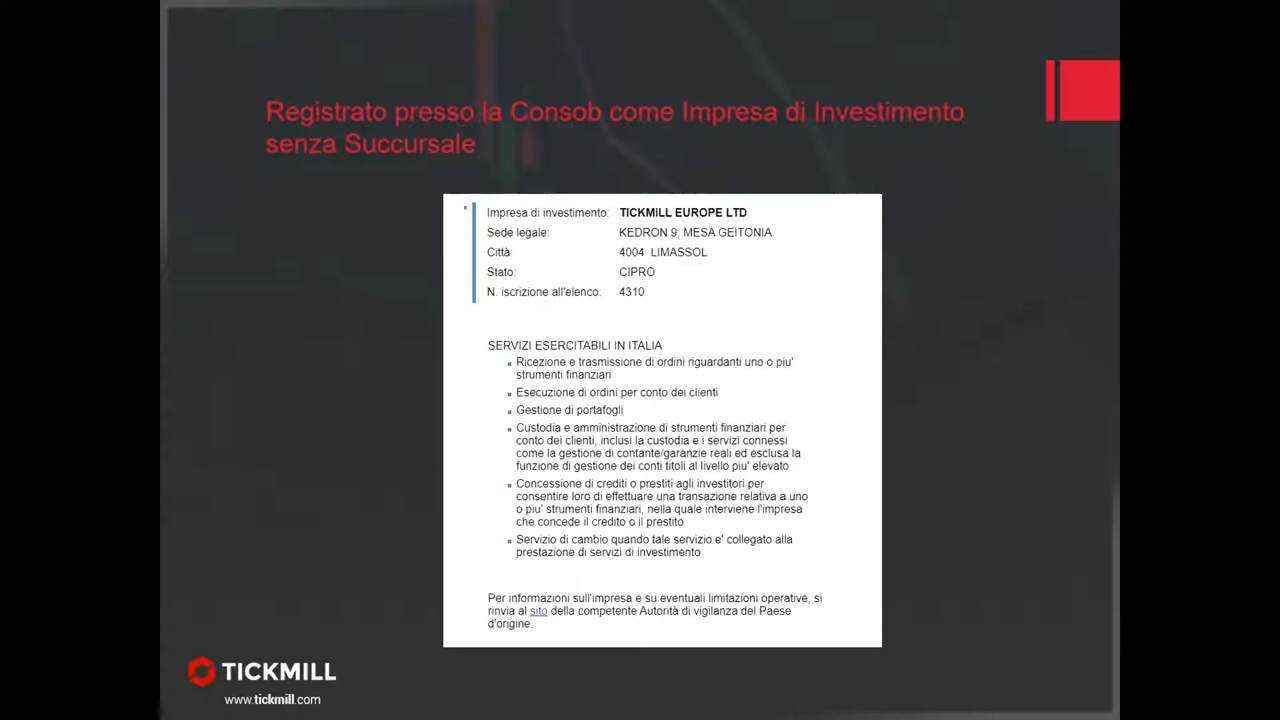 Registrato presso la Consob come Impresa di Investimento
senza Succursale
Impresa di investimento: TICKMILL EUROPE LTD
Sede legale: KEDRON 9, MESA GEITONIA
Città: 4004 LIMASSOL
Stato: CIPRO
N. iscrizione all'elenco: 4310
SERVIZI ESERCITABILI IN ITALIA
Ricezione e trasmissione di ordini riguardanti uno o piu'
strumenti finanziari
Esecuzione di ordini per conto dei clienti
Gestione di portafogli
Custodia e amministrazione di strumenti finanziari per
conto dei clienti, inclusi la custodia e i servizi connessi
come la gestione di contante/garanzie reali ed esclusa la
funzione di gestione dei conti titoli al livello piu' elevato
Concessione di crediti o prestiti agli investitori per
consentire loro di effettuare una transazione relativa a uno
o piu' strumenti finanziari, nella quale interviene l'impresa
che concede il credito o il prestito
Servizio di cambio quando tale servizio e' collegato alla
prestazione di servizi di investimento
Per informazioni sull'impresa e su eventuali limitazioni operative, si
rinvia al sito della competente Autorità di vigilanza del Paese
d'origine.
TICKMILL
www.tickmill.com